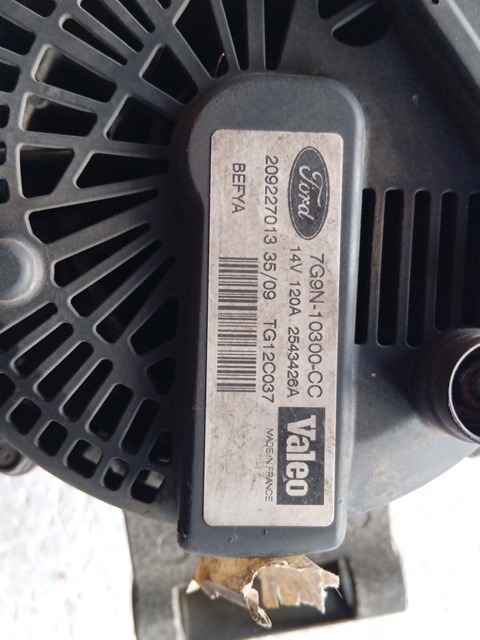 Ford
7G9N-10300-CC
14V 120A 2543426A
Valeo
MADE IN FRANCE
209227013 35/09 TG12C037
BEFYA